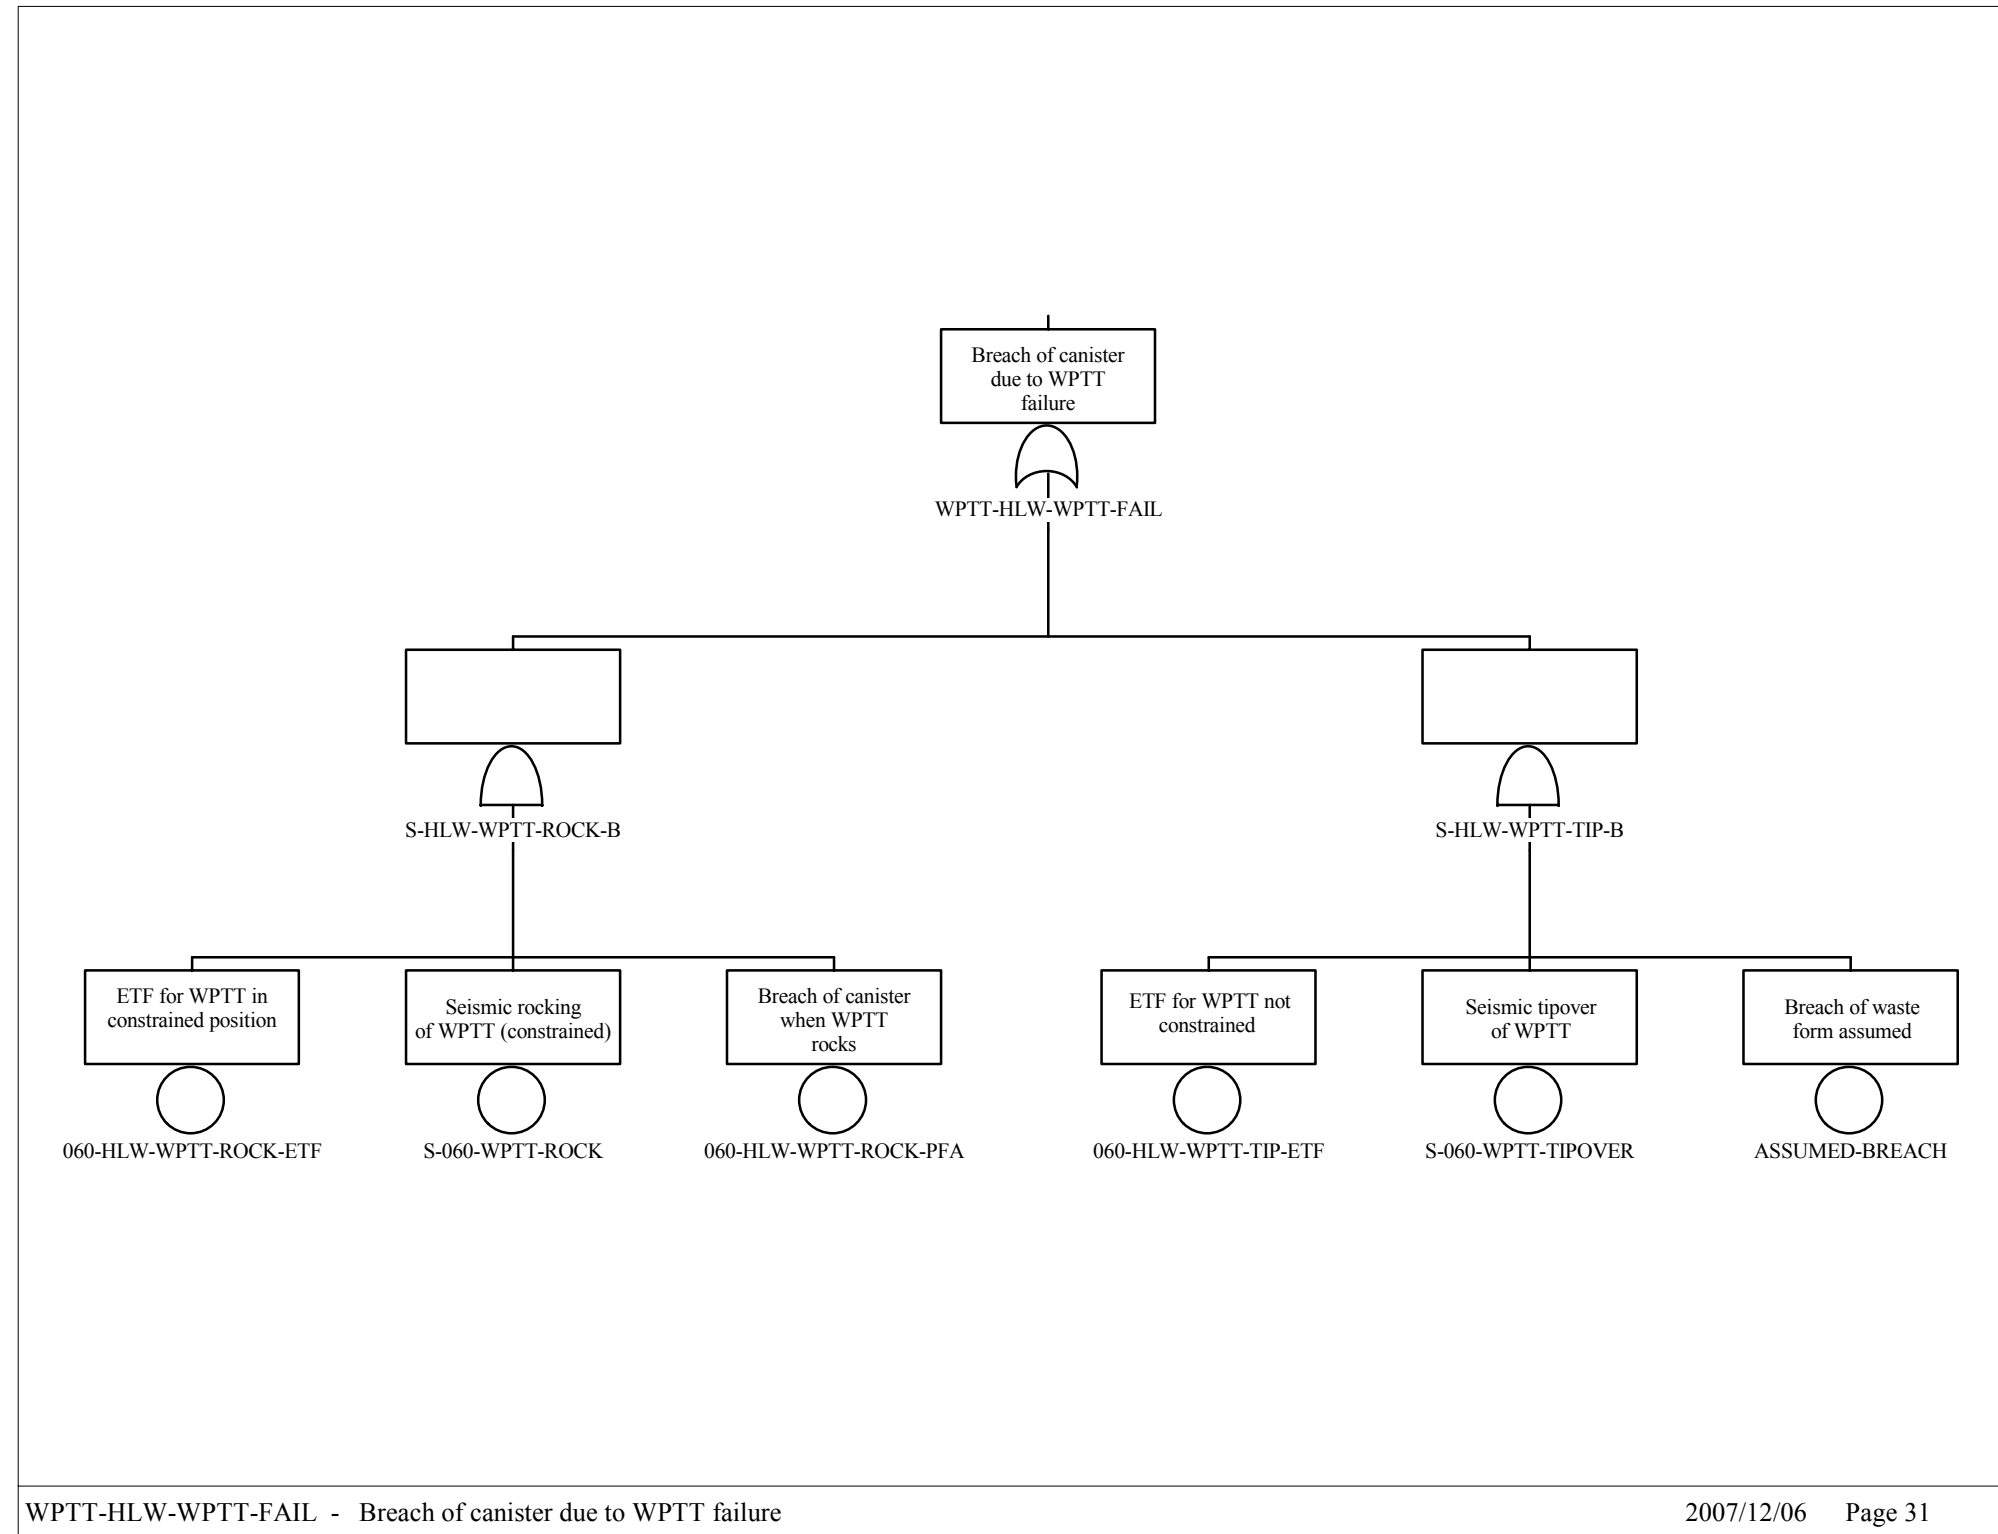 Breach of canister
due to WPTT
failure
WPTT-HLW-WPTT-FAIL
S-HLW-WPTT-ROCK-B
S-HLW-WPTT-TIP-B
ETF for WPTT in
constrained position
Seismic rocking
of WPTT (constrained)
Breach of canister
when WPTT
rocks
ETF for WPTT not
constrained
Seismic tipover
of WPTT
Breach of waste
form assumed
060-HLW-WPTT-ROCK-ETF
S-060-WPTT-ROCK
060-HLW-WPTT-ROCK-PFA
060-HLW-WPTT-TIP-ETF
S-060-WPTT-TIPOVER
ASSUMED-BREACH
WPTT-HLW-WPTT-FAIL - Breach of canister due to WPTT failure
2007/12/06 Page 31